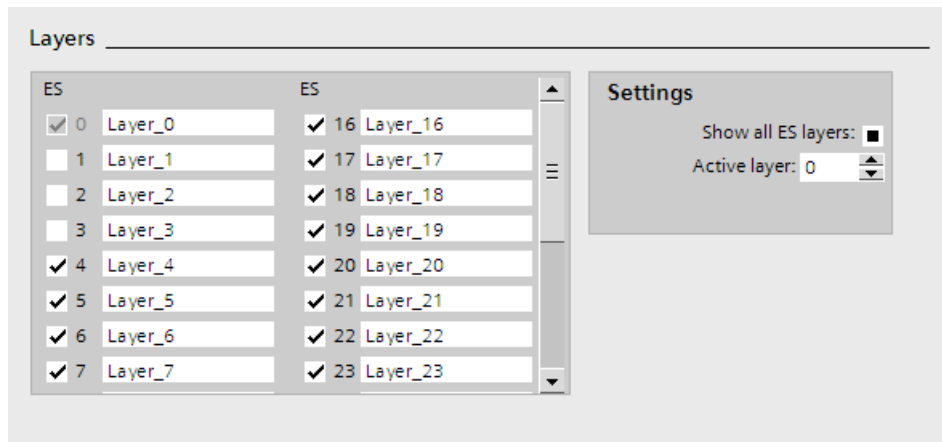 Layers
ES ES
0 Layer_0 16 Layer_16
1 Layer_1 17 Layer_17
2 Layer_2 18 Layer_18
3 Layer_3 19 Layer_19
4 Layer_4 20 Layer_20
5 Layer_5 21 Layer_21
6 Layer_6 22 Layer_22
7 Layer_7 23 Layer_23
Settings
Show all ES layers:
Active layer: 0